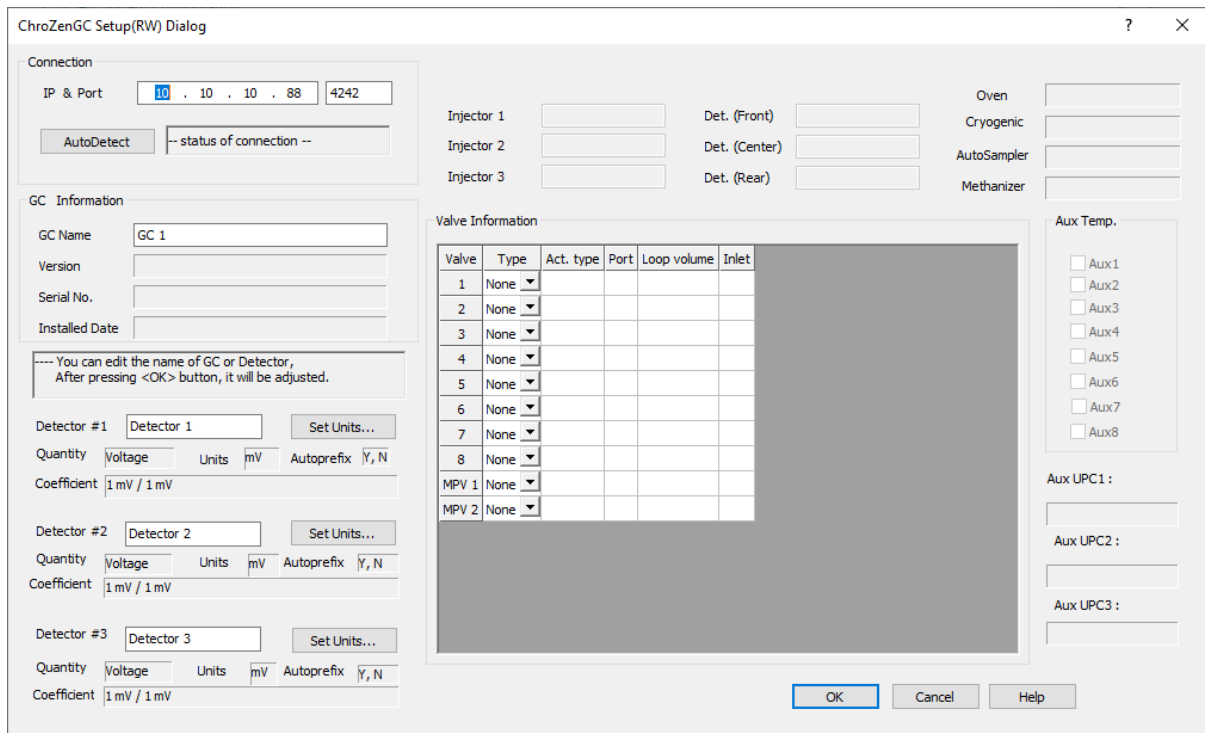 ChroZenGC Setup(RW) Dialog
?
Connection
IP & Port 10 . 10 . 10 . 88 4242
AutoDetect -- status of connection --
GC Information
GC Name GC 1
Version
Serial No.
Installed Date
---- You can edit the name of GC or Detector,
After pressing <OK> button, it will be adjusted.
Detector #1 Detector 1 Set Units...
Quantity Voltage Units mV Autoprefix Y, N
Coefficient 1 mV / 1 mV
Detector #2 Detector 2 Set Units...
Quantity Voltage Units mV Autoprefix Y, N
Coefficient 1 mV / 1 mV
Detector #3 Detector 3 Set Units...
Quantity Voltage Units mV Autoprefix Y, N
Coefficient 1 mV / 1 mV
Injector 1
Injector 2
Injector 3
Det. (Front)
Det. (Center)
Det. (Rear)
Oven
Cryogenic
AutoSampler
Methanizer
Valve Information
Valve Type Act. type Port Loop volume Inlet
1 None
2 None
3 None
4 None
5 None
6 None
7 None
8 None
MPV 1 None
MPV 2 None
Aux Temp.
Aux1
Aux2
Aux3
Aux4
Aux5
Aux6
Aux7
Aux8
Aux UPC1 :
Aux UPC2 :
Aux UPC3 :
OK Cancel Help